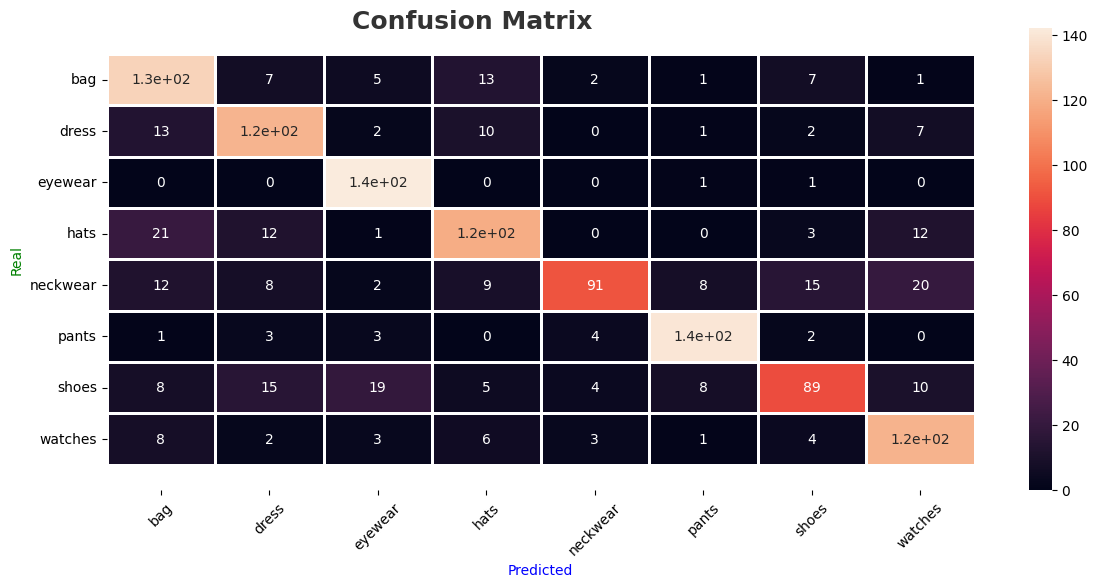 Confusion Matrix
bag 1.3e+02 7 5 13 2 1 7 1
dress 13 1.2e+02 2 10 0 1 2 7
eyewear 0 0 1.4e+02 0 0 1 1 0
hats 21 12 1 1.2e+02 0 0 3 12
neckwear 12 8 2 9 91 8 15 20
pants 1 3 3 0 4 1.4e+02 2 0
shoes 8 15 19 5 4 8 89 10
watches 8 2 3 6 3 1 4 1.2e+02
Real
bag dress eyewear hats neckwear pants shoes watches
Predicted
140
120
100
80
60
40
20
0